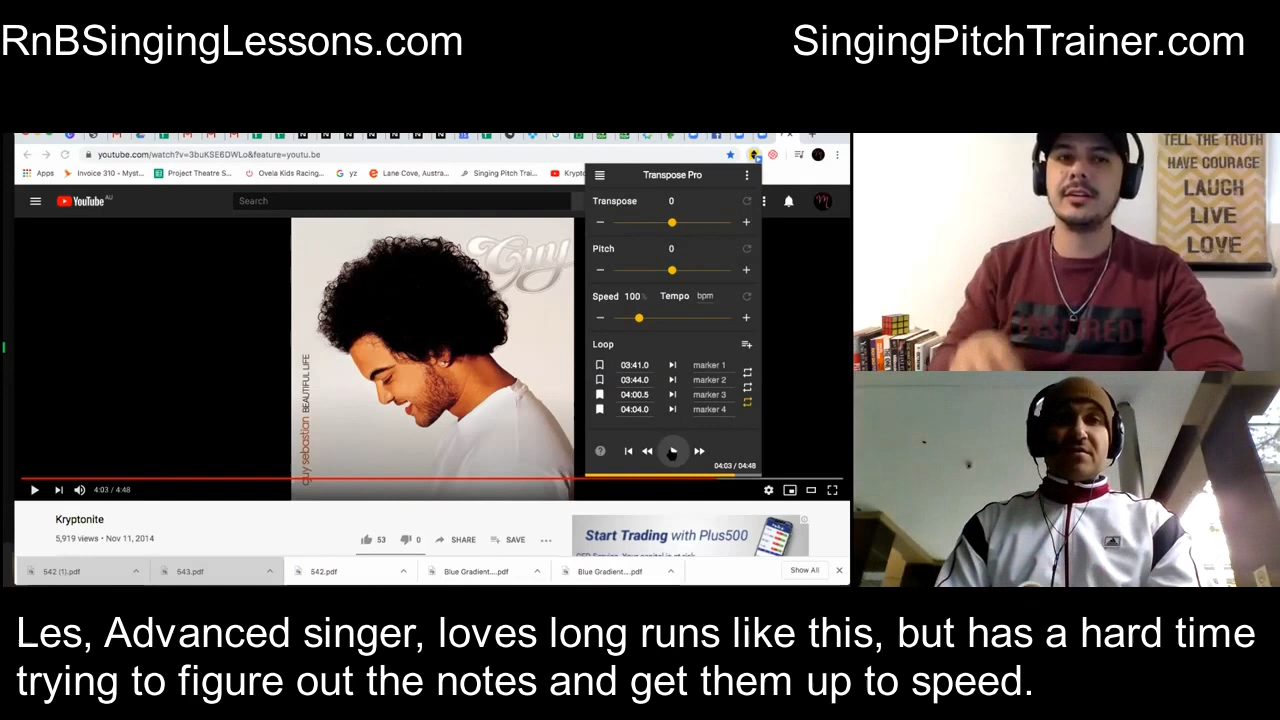 RnBSingingLessons.com
SingingPitchTrainer.com
youtube.com/watch?v=3buKSE6DWLo&feature=youtu.be
Apps
Invoice 310 - Myst...
Project Theatre S...
Oveia Kids Racing...
yz
Lane Cove, Austra...
Singing Pitch Trai...
Transpose Pro
YouTube AU
Search
Transpose 0
Pitch 0
Speed 100 % Tempo bpm
Loop
03:41.0 marker 1
03:44.0 marker 2
04:00.5 marker 3
04:04.0 marker 4
04:03 / 04:48
Guy
guy sebastian BEAUTIFUL LIFE
4:03 / 4:48
Kryptonite
5,919 views • Nov 11, 2014
53 0 SHARE SAVE
Start Trading with Plus500
542 (1).pdf
543.pdf
542.pdf
Blue Gradient....pdf
Blue Gradient....pdf
Show All
TELL THE TRUTH
HAVE COURAGE
LAUGH
LIVE
LOVE
Les, Advanced singer, loves long runs like this, but has a hard time
trying to figure out the notes and get them up to speed.